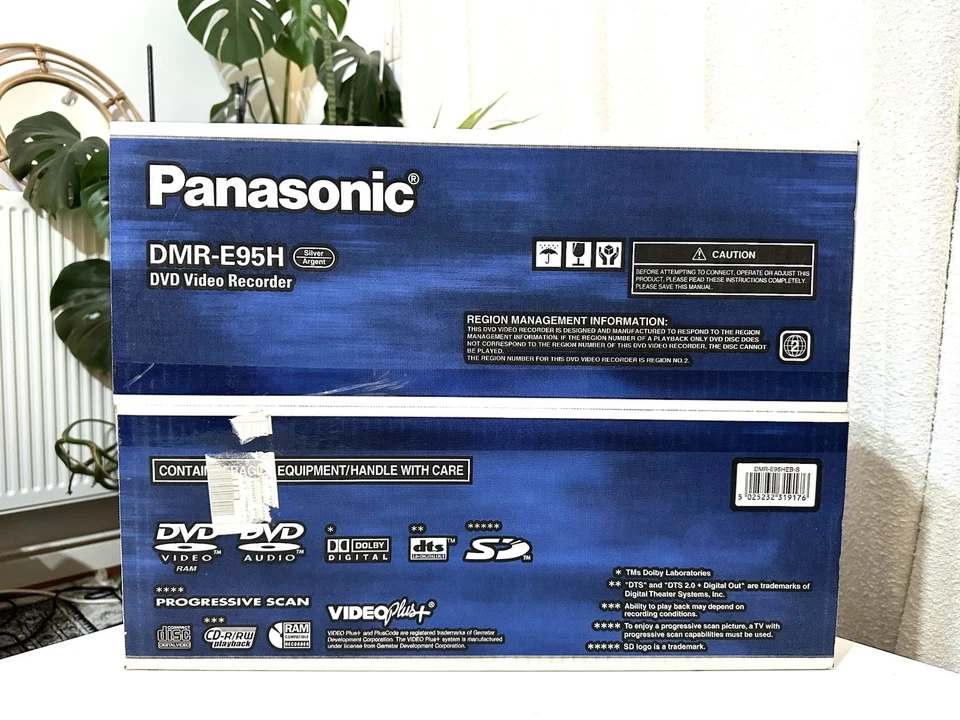 Panasonic®
DMR-E95H Silver Argent
DVD Video Recorder
CAUTION
BEFORE ATTEMPTING TO CONNECT, OPERATE OR ADJUST THIS
PRODUCT, PLEASE READ THESE INSTRUCTIONS COMPLETELY.
PLEASE SAVE THIS MANUAL.
REGION MANAGEMENT INFORMATION:
THIS DVD VIDEO RECORDER IS DESIGNED AND MANUFACTURED TO RESPOND TO THE REGION
MANAGEMENT INFORMATION. IF THE REGION NUMBER OF A PLAYBACK ONLY DVD DISC DOES
NOT CORRESPOND TO THE REGION NUMBER OF THIS DVD VIDEO RECORDER, THE DISC CANNOT
BE PLAYED.
THE REGION NUMBER FOR THIS DVD VIDEO RECORDER IS REGION NO.2.
2
CONTAIN FRAGIL EQUIPMENT/HANDLE WITH CARE
DMR-E95HEB-S
5 025232 319176
DVD VIDEO™ RAM
DVD AUDIO™
* DOLBY DIGITAL
** dts™
***** SD™
**** PROGRESSIVE SCAN
VIDEO Plus+®
VIDEO Plus+ and PlusCode are registered trademarks of Gemstar
Development Corporation. The VIDEO Plus+ system is manufactured
under license from Gemstar Development Corporation.
COMPACT disc DIGITAL VIDEO
*** CD-R/RW playback
RAM COMPATIBLE RECORDER
* TMs Dolby Laboratories
** "DTS" and "DTS 2.0 + Digital Out" are trademarks of
Digital Theater Systems, Inc.
*** Ability to play back may depend on
recording conditions.
**** To enjoy a progressive scan picture, a TV with
progressive scan capabilities must be used.
***** SD logo is a trademark.